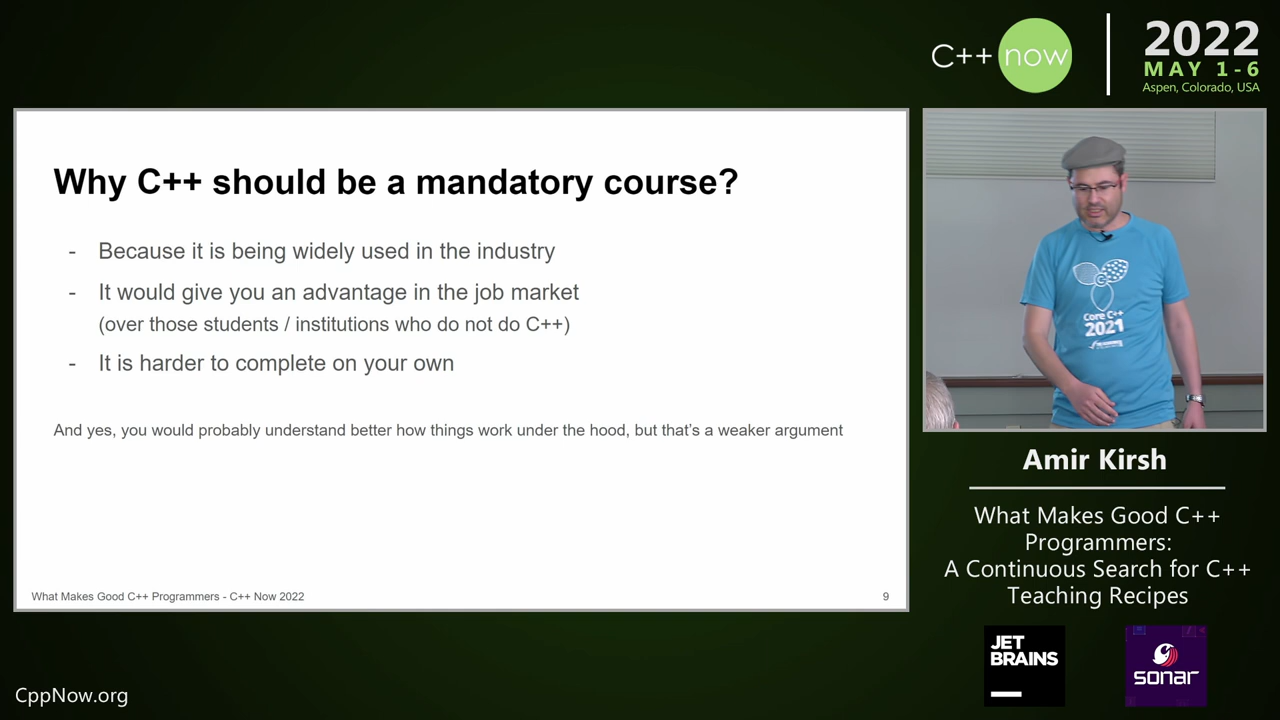 C++ now
2022
MAY 1-6
Aspen, Colorado, USA
Why C++ should be a mandatory course?
- Because it is being widely used in the industry
- It would give you an advantage in the job market
(over those students / institutions who do not do C++)
- It is harder to complete on your own
And yes, you would probably understand better how things work under the hood, but that's a weaker argument
What Makes Good C++ Programmers - C++ Now 2022
9
Core C++
2021
Amir Kirsh
What Makes Good C++
Programmers:
A Continuous Search for C++
Teaching Recipes
JET
BRAINS
sonar
CppNow.org